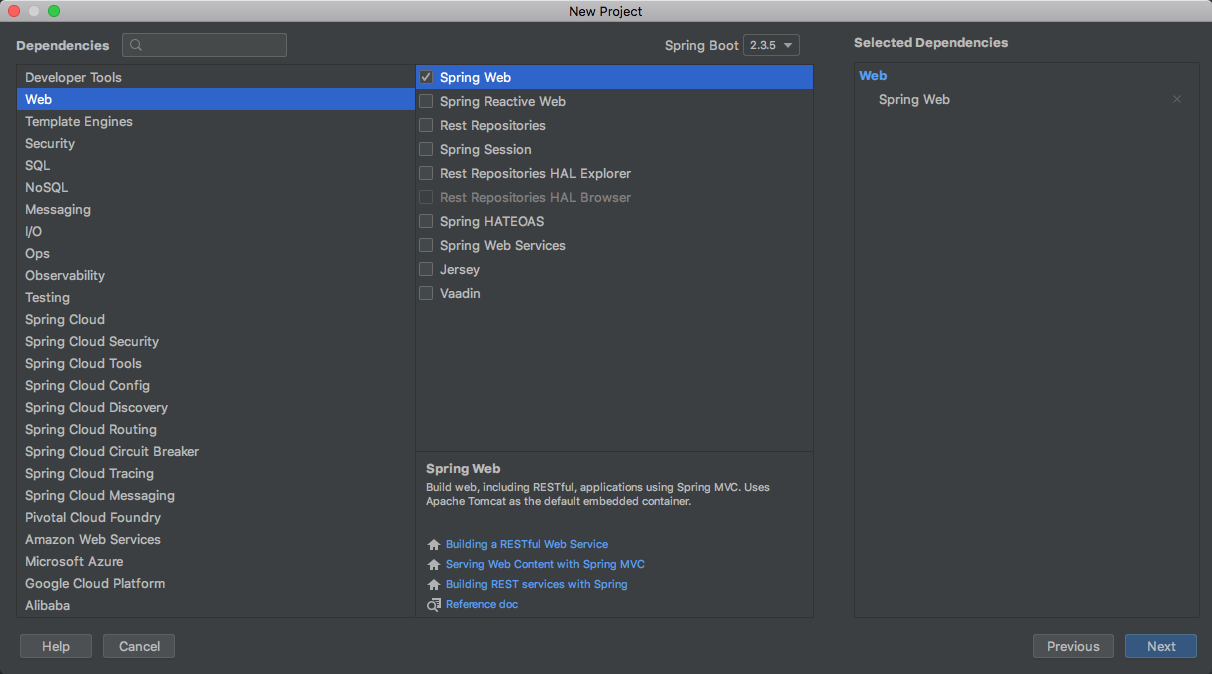 New Project
Dependencies
Spring Boot 2.3.5
Selected Dependencies
Developer Tools
Web
Template Engines
Security
SQL
NoSQL
Messaging
I/O
Ops
Observability
Testing
Spring Cloud
Spring Cloud Security
Spring Cloud Tools
Spring Cloud Config
Spring Cloud Discovery
Spring Cloud Routing
Spring Cloud Circuit Breaker
Spring Cloud Tracing
Spring Cloud Messaging
Pivotal Cloud Foundry
Amazon Web Services
Microsoft Azure
Google Cloud Platform
Alibaba
Spring Web
Spring Reactive Web
Rest Repositories
Spring Session
Rest Repositories HAL Explorer
Rest Repositories HAL Browser
Spring HATEOAS
Spring Web Services
Jersey
Vaadin
Spring Web
Build web, including RESTful, applications using Spring MVC. Uses
Apache Tomcat as the default embedded container.
Building a RESTful Web Service
Serving Web Content with Spring MVC
Building REST services with Spring
Reference doc
Web
Spring Web
Help
Cancel
Previous
Next